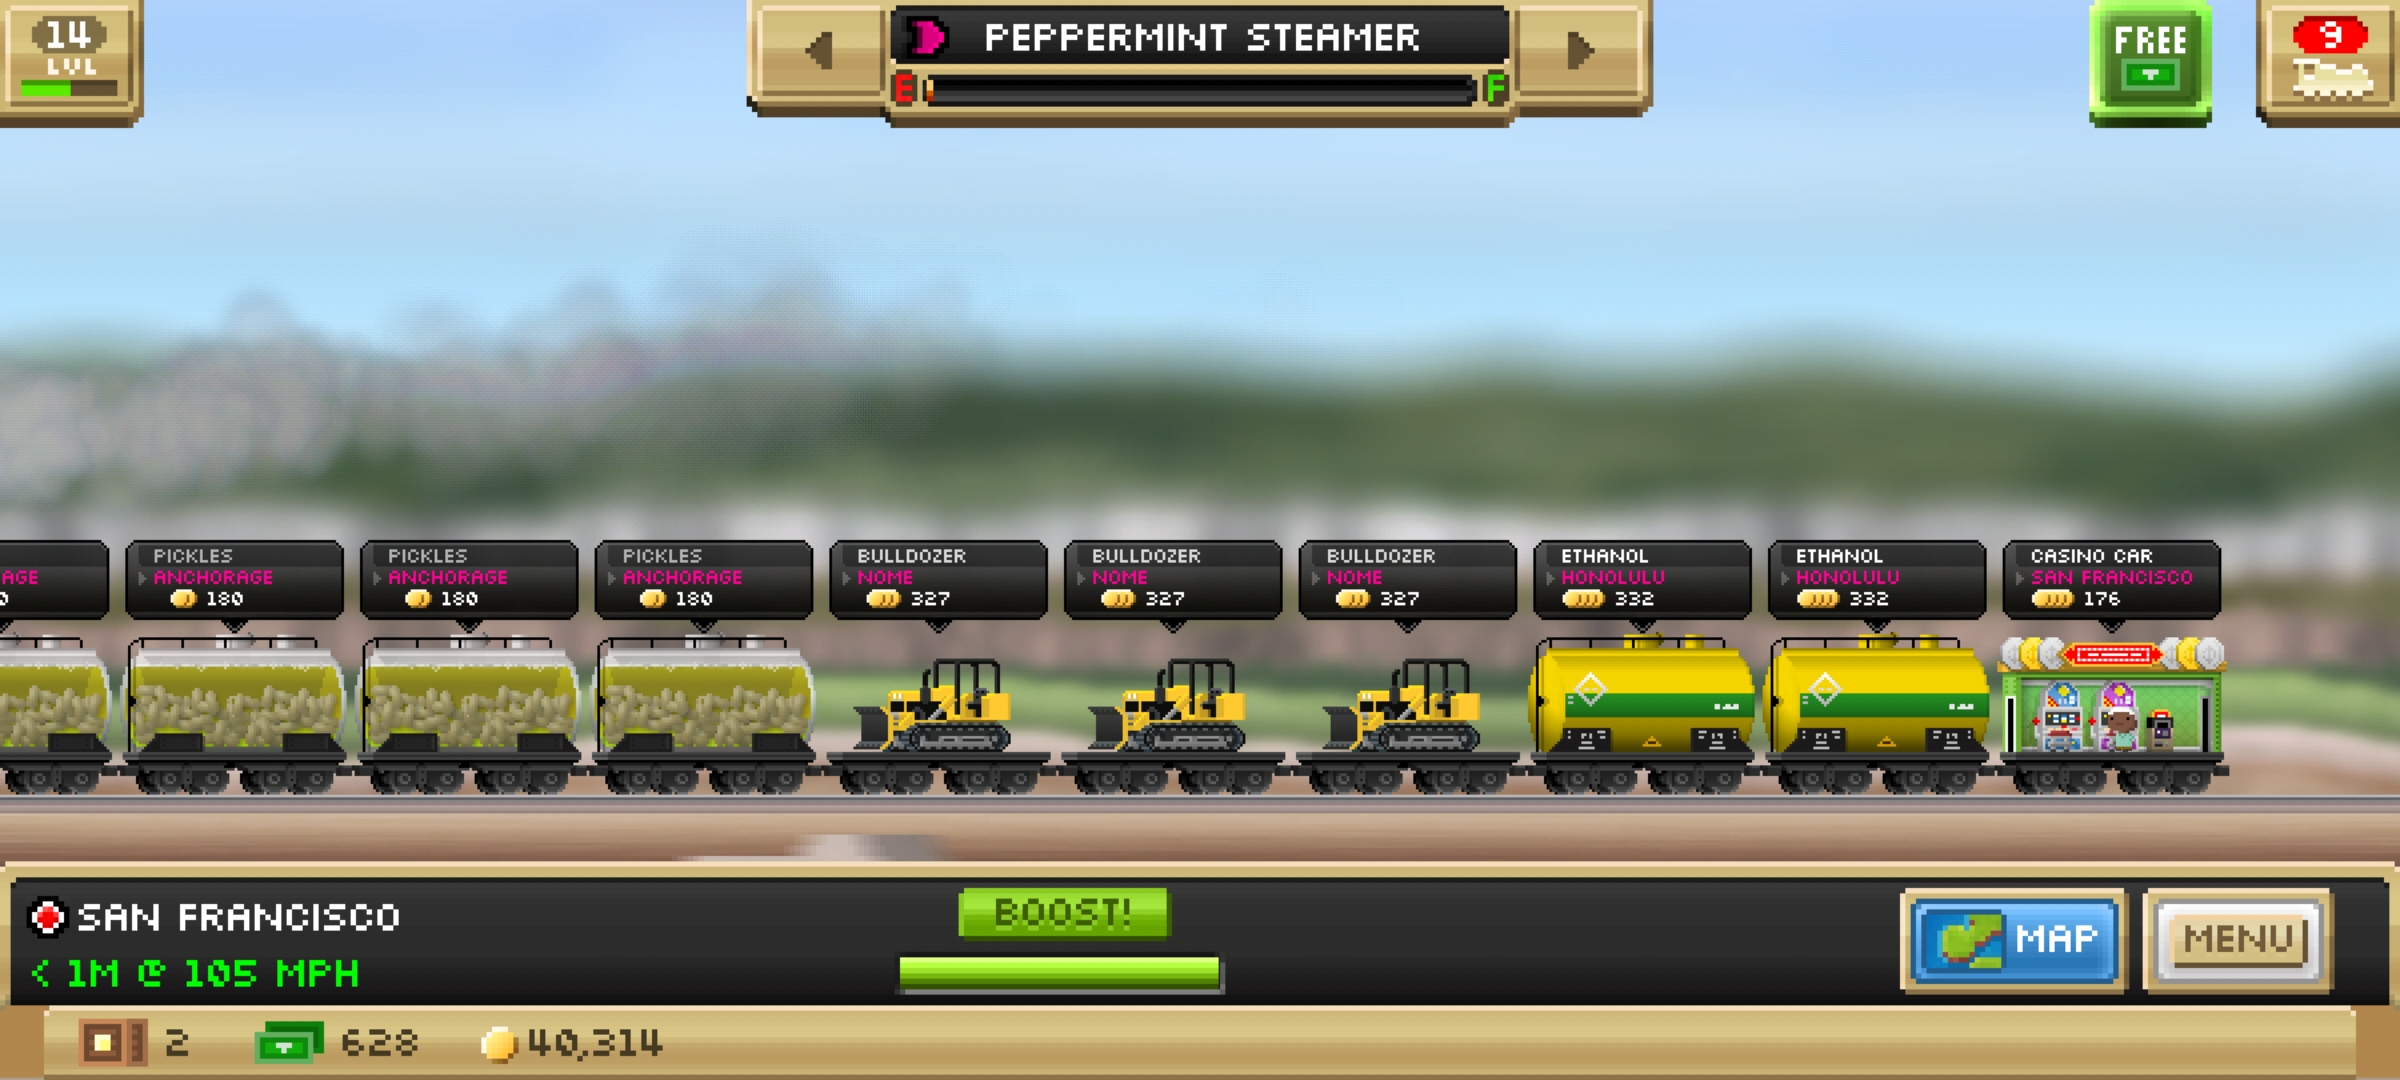 14
LVL
PEPPERMINT STEAMER
E F
FREE
9
AGE
0
PICKLES
ANCHORAGE
180
PICKLES
ANCHORAGE
180
PICKLES
ANCHORAGE
180
BULLDOZER
NOME
327
BULLDOZER
NOME
327
BULLDOZER
NOME
327
ETHANOL
HONOLULU
332
ETHANOL
HONOLULU
332
CASINO CAR
SAN FRANCISCO
176
SAN FRANCISCO
< 1M @ 105 MPH
BOOST!
MAP
MENU
2 628 40,314